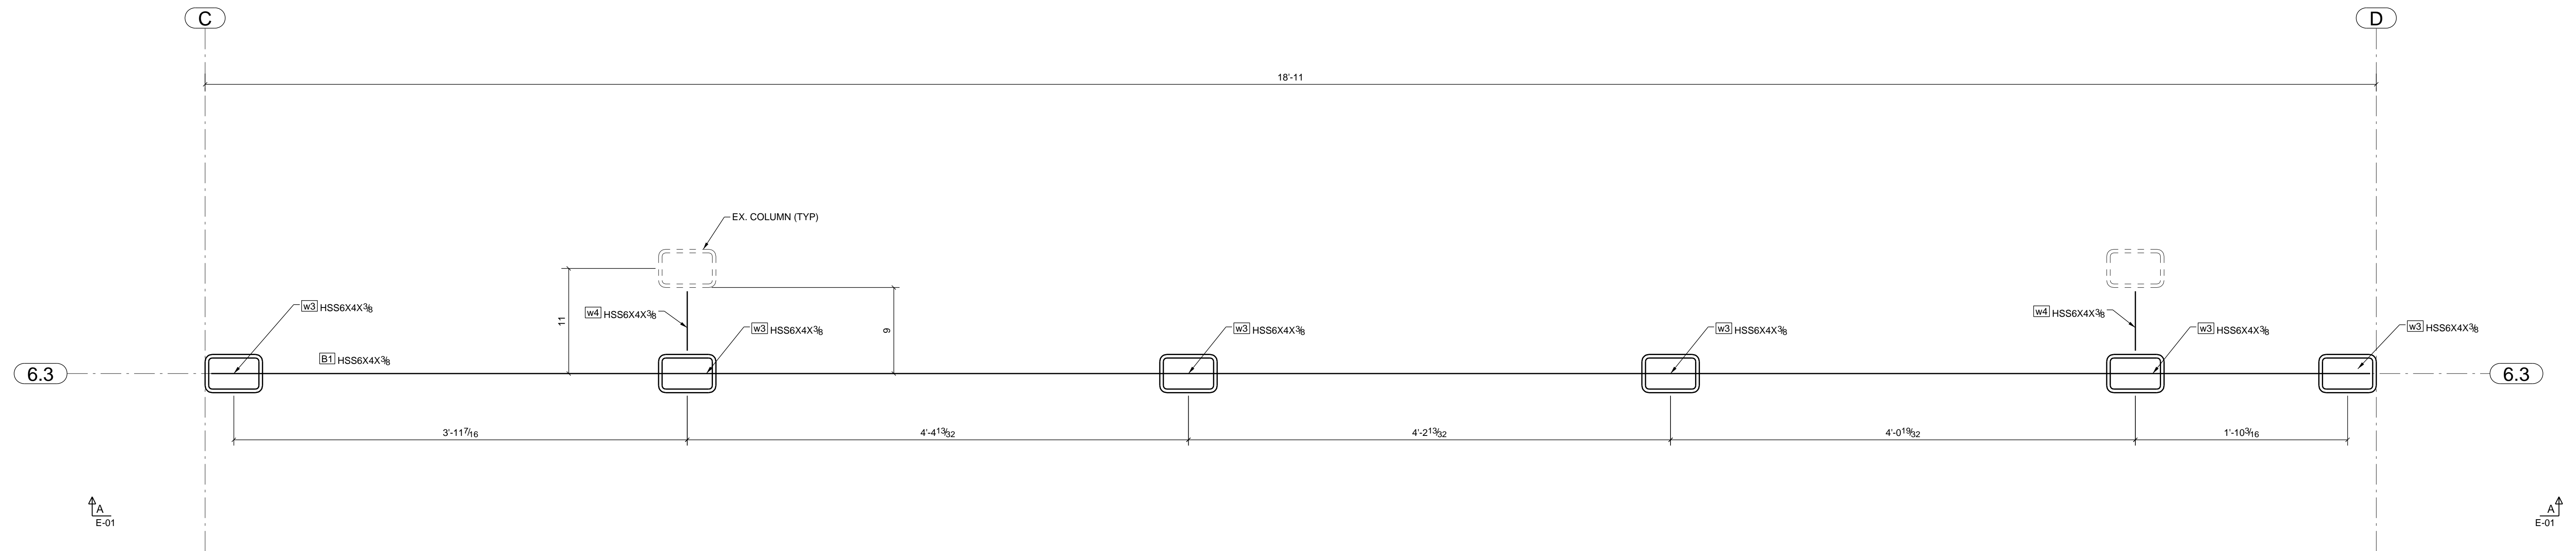 C
D
18'-11
EX. COLUMN (TYP)
11
9
w3 HSS6X4X3/8
w4 HSS6X4X3/8
w3 HSS6X4X3/8
w3 HSS6X4X3/8
w3 HSS6X4X3/8
w4 HSS6X4X3/8
w3 HSS6X4X3/8
w3 HSS6X4X3/8
B1 HSS6X4X3/8
6.3
6.3
3'-11 7/16
4'-4 13/32
4'-2 13/32
4'-0 19/32
1'-10 3/16
A
E-01
A
E-01